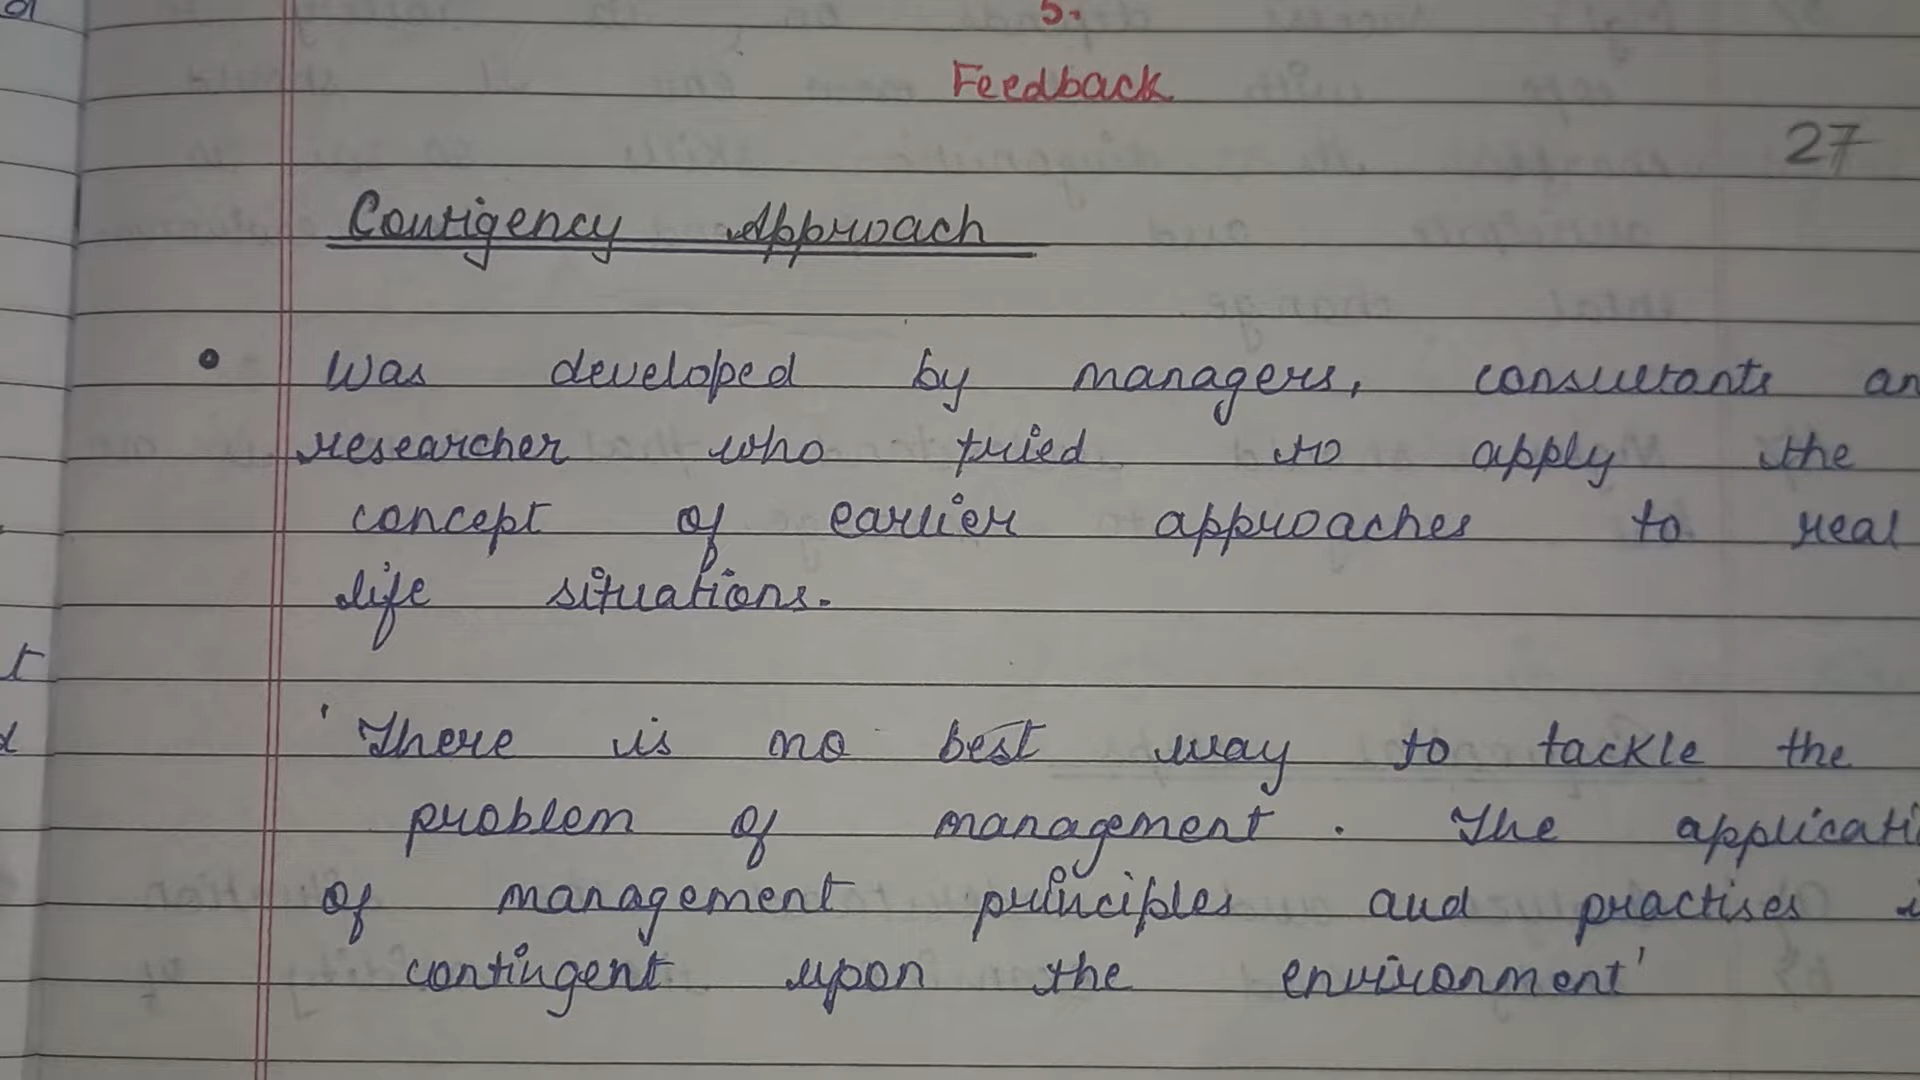 5.
Feedback
27
Contigency Approach
• Was developed by managers, consultants an
researcher who tried to apply the
concept of earlier approaches to real
life situations.
'There is no best way to tackle the
problem of management. The applicati
of management principles and practises i
contingent upon the environment'